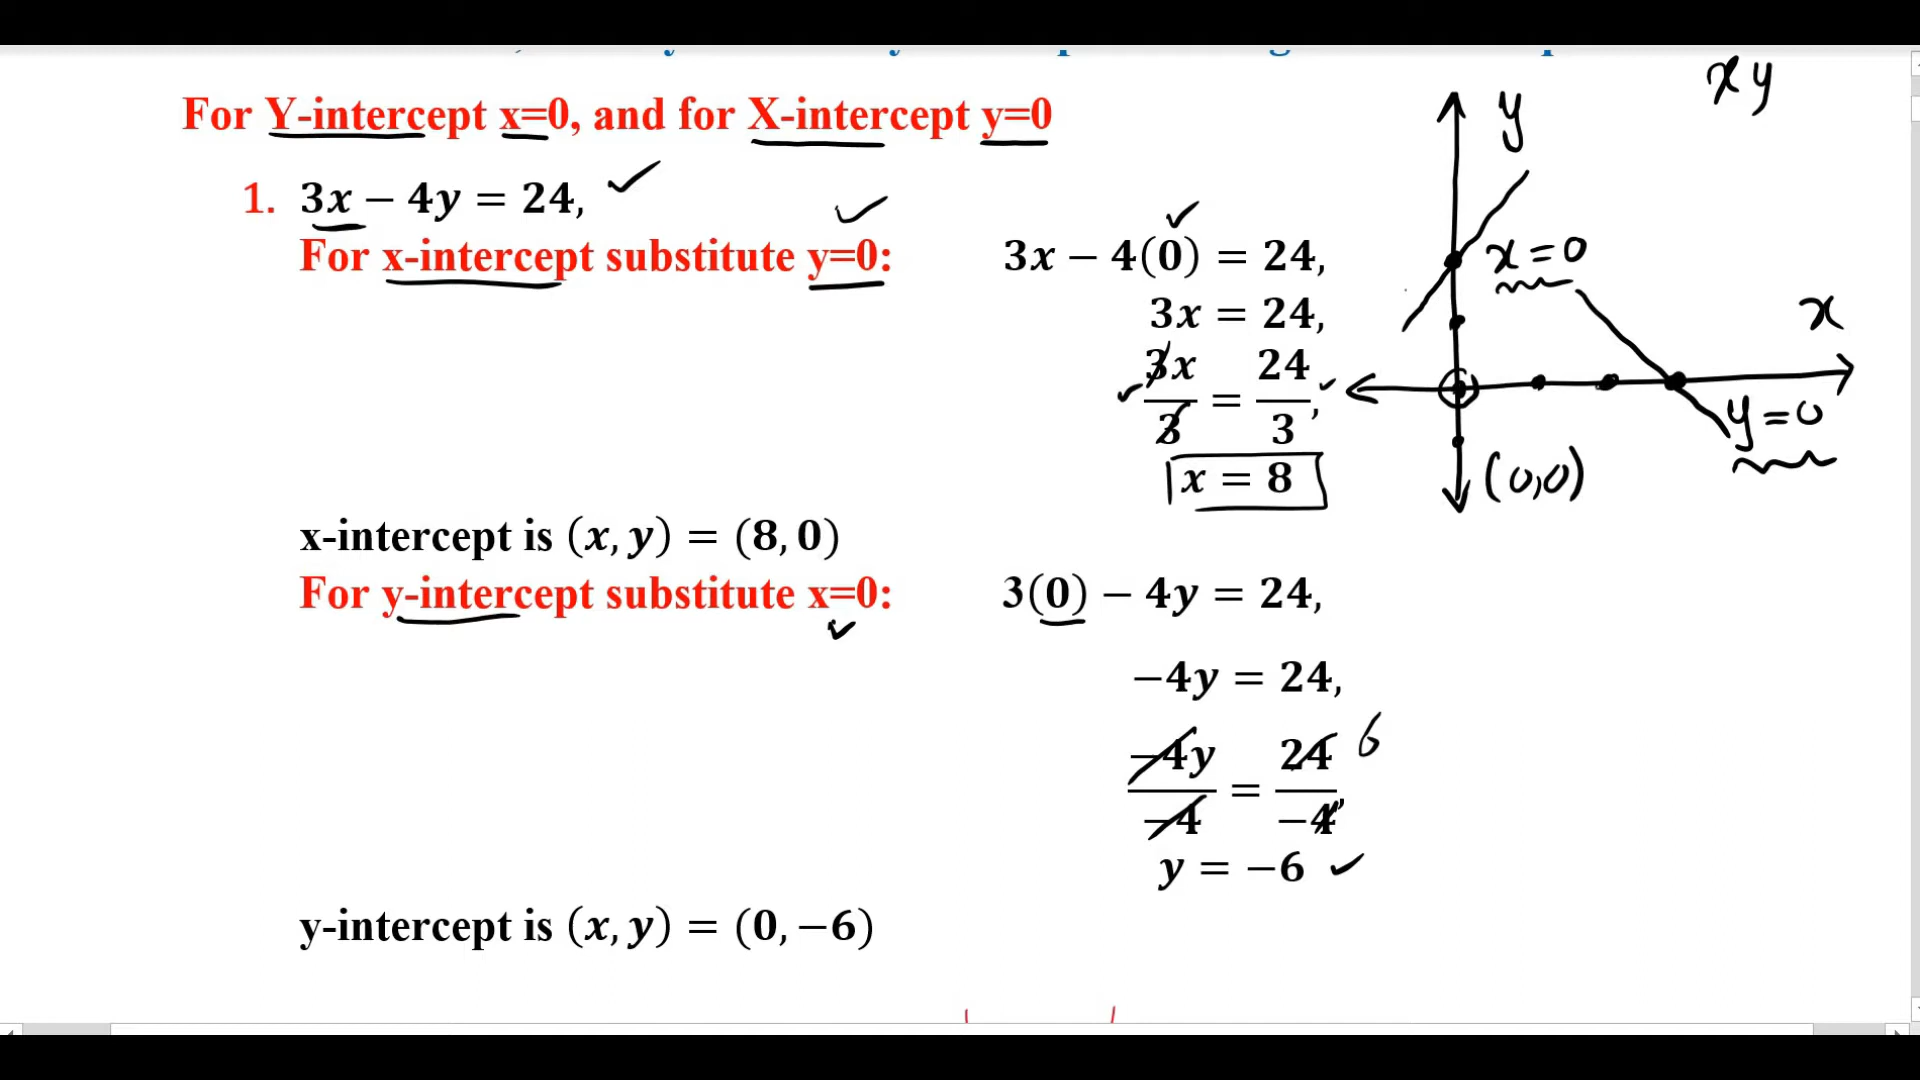 For Y-intercept x=0, and for X-intercept y=0
x y
y
1. 3x − 4y = 24,
For x-intercept substitute y=0:
3x − 4(0) = 24,
x = 0
3x = 24,
x
3x/3 = 24/3,
y = 0
x = 8
(0,0)
x-intercept is (x, y) = (8, 0)
For y-intercept substitute x=0:
3(0) − 4y = 24,
−4y = 24,
−4y/−4 = 24/−4,
6
y = −6
y-intercept is (x, y) = (0, −6)